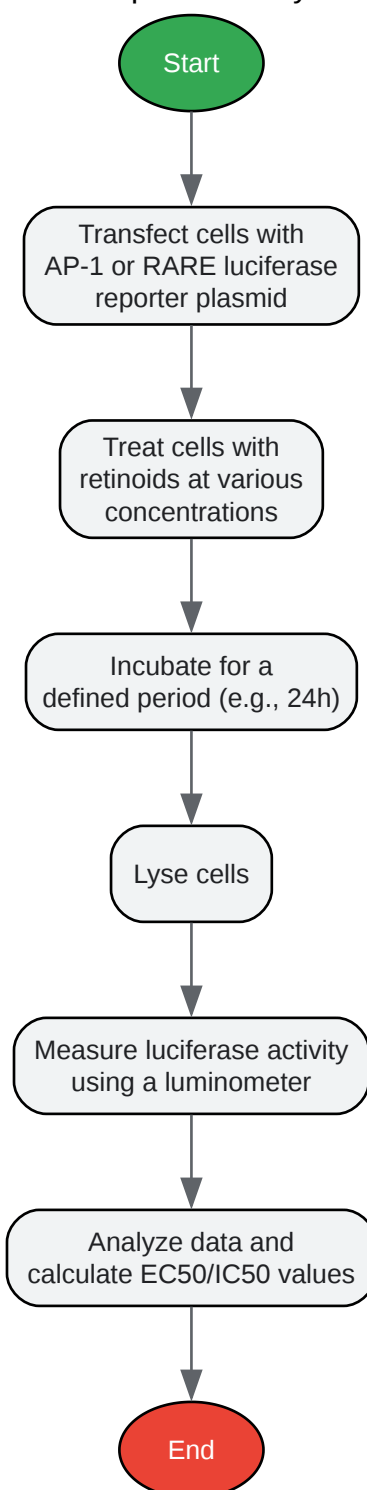 Start
Transfect cells with
AP-1 or RARE luciferase
reporter plasmid
Treat cells with
retinoids at various
concentrations
Incubate for a
defined period (e.g., 24h)
Lyse cells
Measure luciferase activity
using a luminometer
Analyze data and
calculate EC50/IC50 values
End